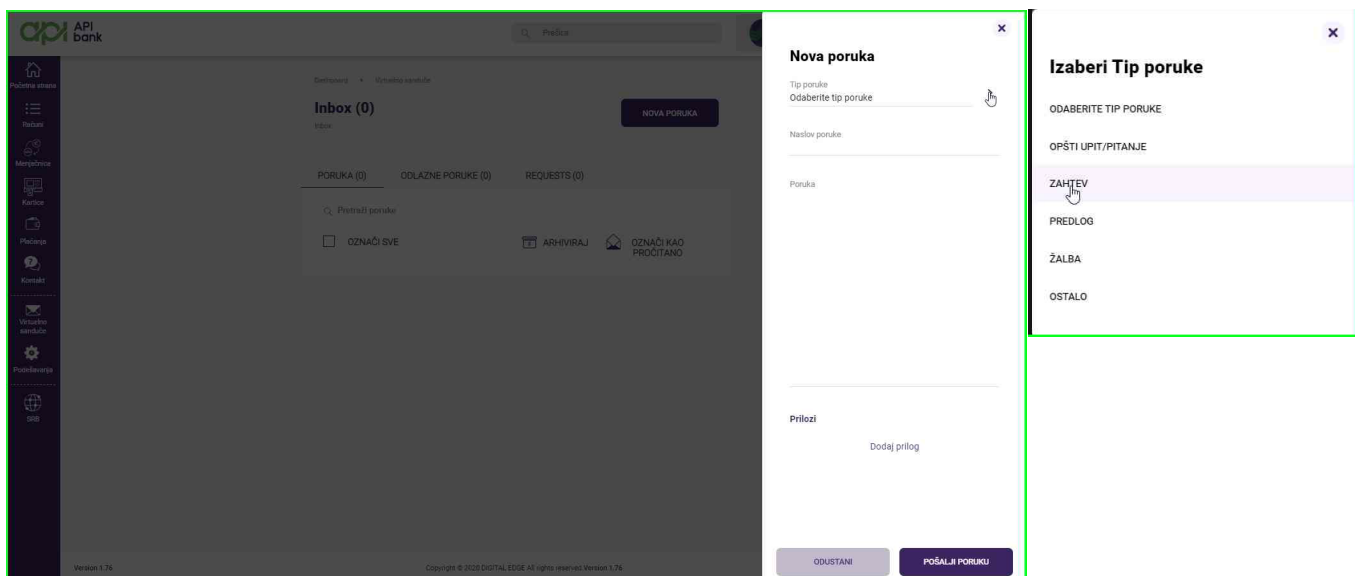 api API
bank
Prečice
Početna strana
Računi
Menjačnica
Kartice
Plaćanja
Kontakt
Virtuelno
sanduče
Podešavanja
SRB
Dashboard
Virtuelno sanduče
Inbox (0)
Inbox
NOVA PORUKA
PORUKA (0) ODLAZNE PORUKE (0) REQUESTS (0)
Pretraži poruke
OZNAČI SVE ARHIVIRAJ OZNAČI KAO
PROČITANO
Version 1.76
Copyright © 2020 DIGITAL EDGE All rights reserved. Version 1.76
Nova poruka
Tip poruke
Odaberite tip poruke
Naslov poruke
Poruka
Prilozi
Dodaj prilog
ODUSTANI POŠALJI PORUKU
Izaberi Tip poruke
ODABERITE TIP PORUKE
OPŠTI UPIT/PITANJE
ZAHTEV
PREDLOG
ŽALBA
OSTALO